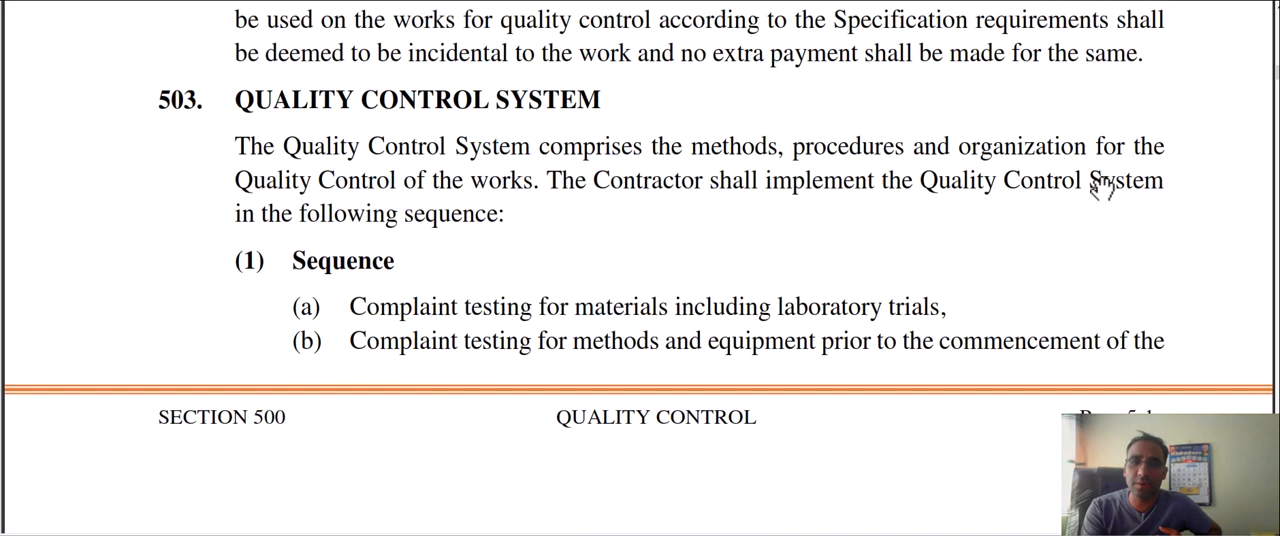 be used on the works for quality control according to the Specification requirements shall
be deemed to be incidental to the work and no extra payment shall be made for the same.
503. QUALITY CONTROL SYSTEM
The Quality Control System comprises the methods, procedures and organization for the
Quality Control of the works. The Contractor shall implement the Quality Control System
in the following sequence:
(1) Sequence
(a) Complaint testing for materials including laboratory trials,
(b) Complaint testing for methods and equipment prior to the commencement of the
SECTION 500 QUALITY CONTROL